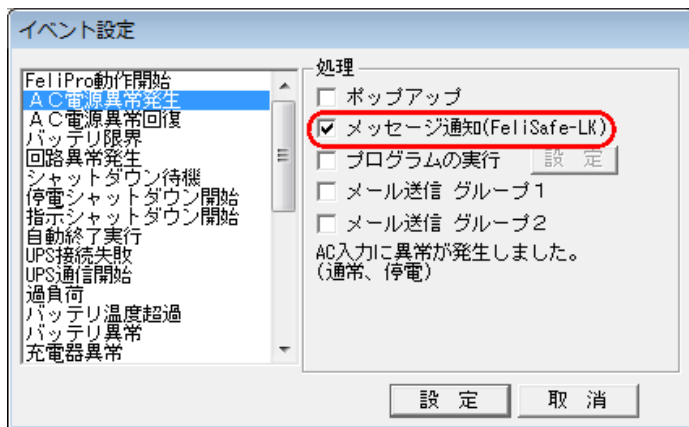 イベント設定
FeliPro動作開始
ＡＣ電源異常発生
ＡＣ電源異常回復
バッテリ限界
回路異常発生
シャットダウン待機
停電シャットダウン開始
指示シャットダウン開始
自動終了実行
UPS接続失敗
UPS通信開始
過負荷
バッテリ温度超過
バッテリ異常
充電器異常
処理
ポップアップ
メッセージ通知(FeliSafe-LK)
プログラムの実行 設 定
メール送信 グループ１
メール送信 グループ２
AC入力に異常が発生しました。
(通常、停電)
設 定 取 消